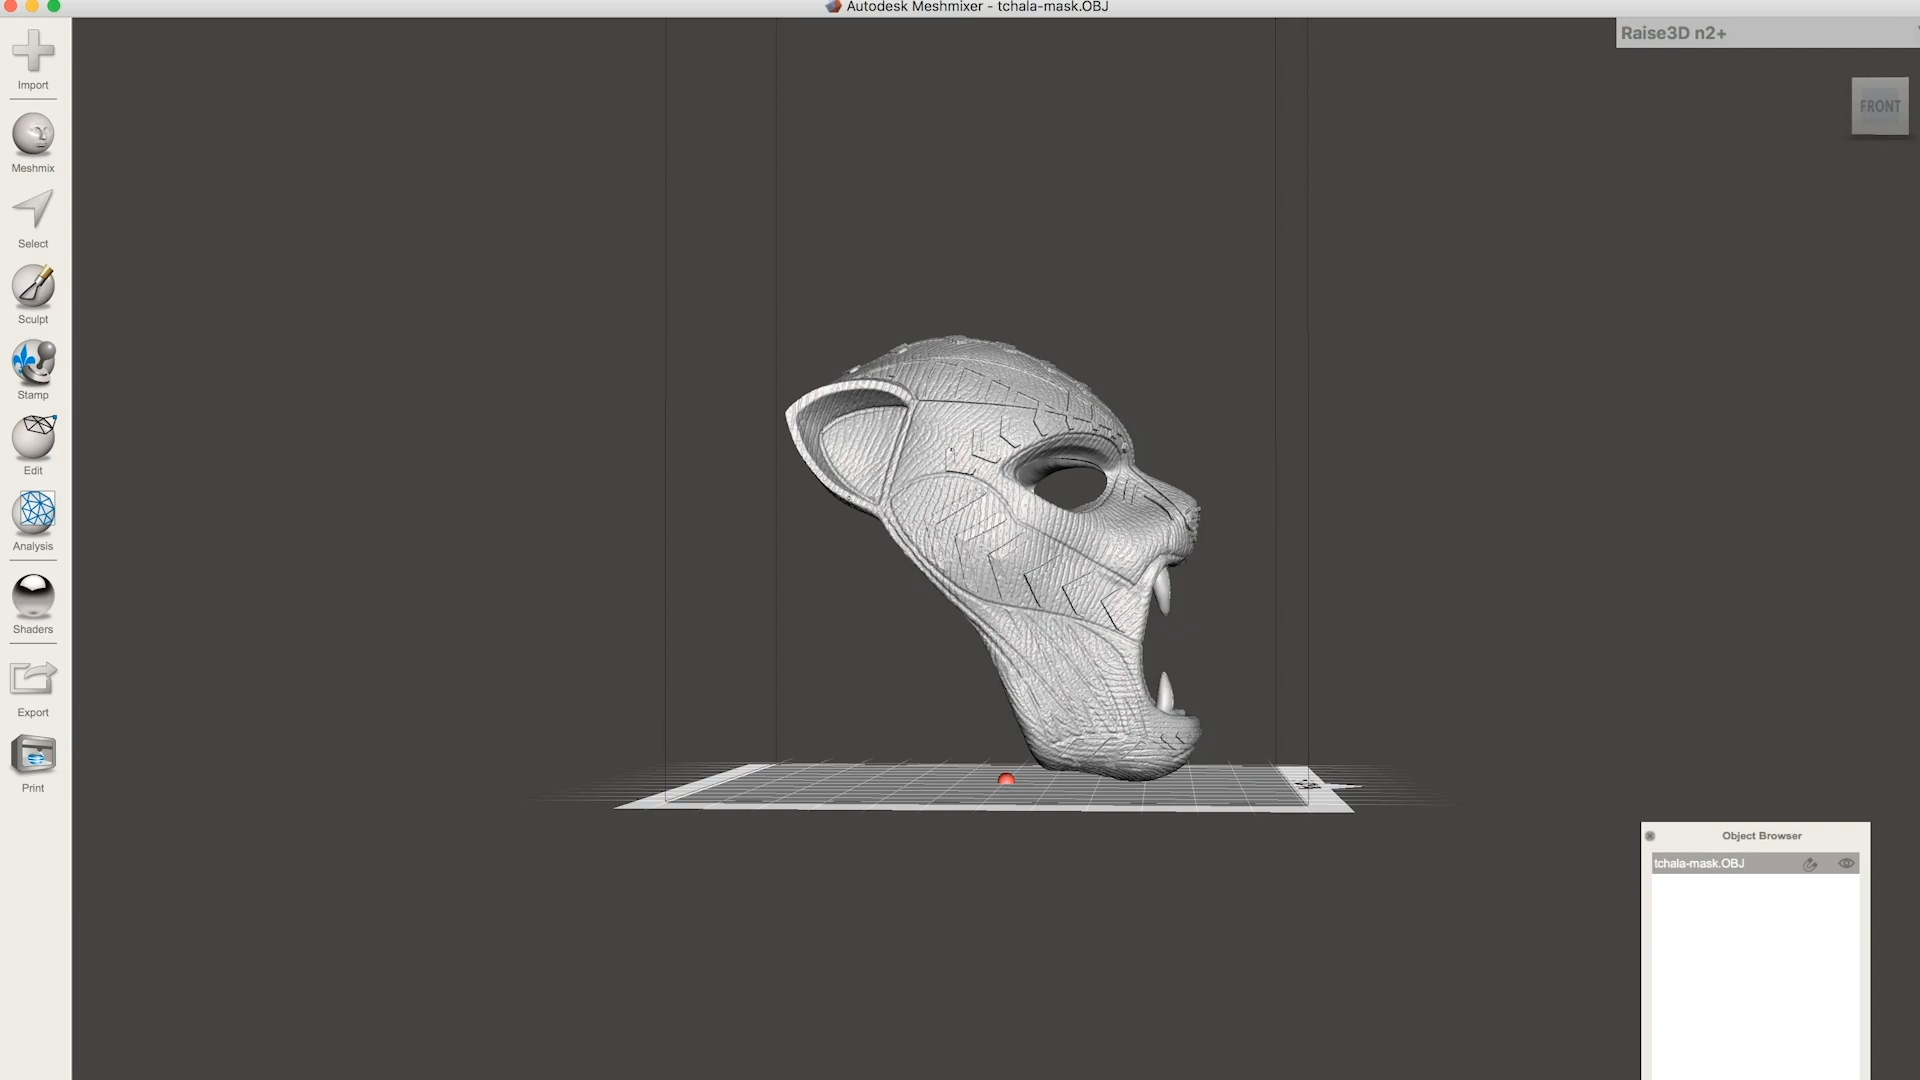 Autodesk Meshmixer - tchala-mask.OBJ
Raise3D n2+
FRONT
Import
Meshmix
Select
Sculpt
Stamp
Edit
Analysis
Shaders
Export
Print
Object Browser
tchala-mask.OBJ